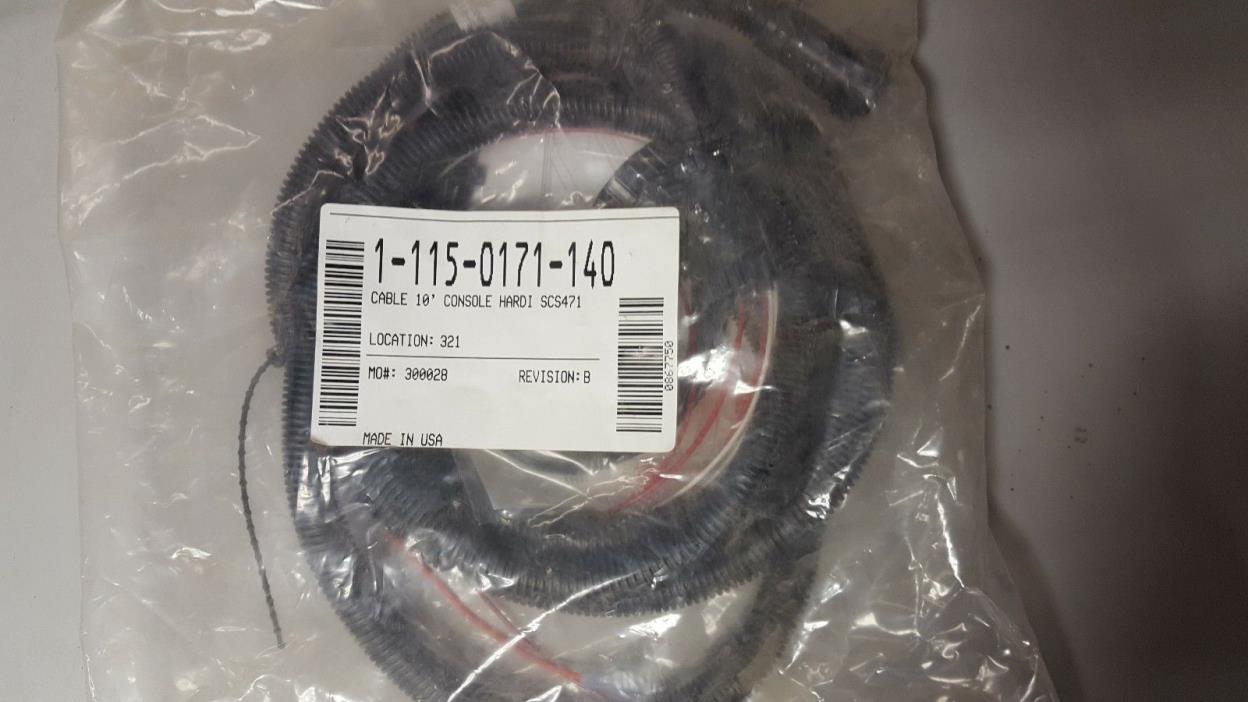 1-115-0171-140
CABLE 10' CONSOLE HARDI SCS471
LOCATION: 321
MO#: 300028 REVISION: B
MADE IN USA
0867750